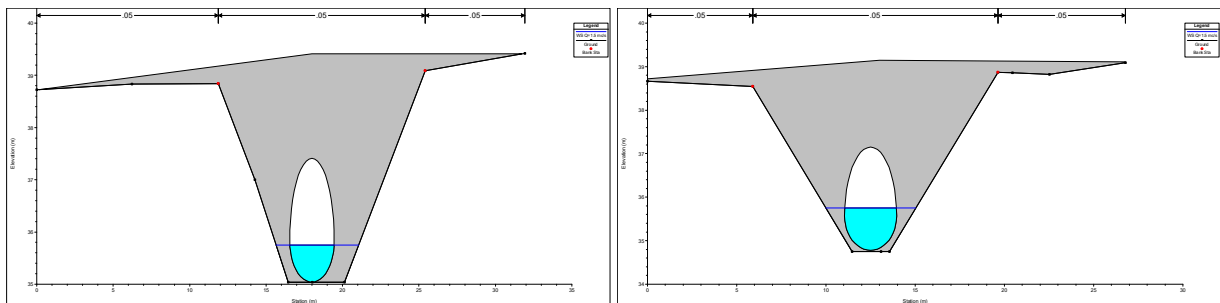 .05 .05 .05
Legend
WS Q=1.5 mc/s
Ground
Bank Sta
40
39
38
37
36
35
0 5 10 15 20 25 30 35
Elevation (m)
Station (m)
.05 .05 .05
Legend
WS Q=1.5 mc/s
Ground
Bank Sta
40
39
38
37
36
35
34
0 5 10 15 20 25 30
Elevation (m)
Station (m)